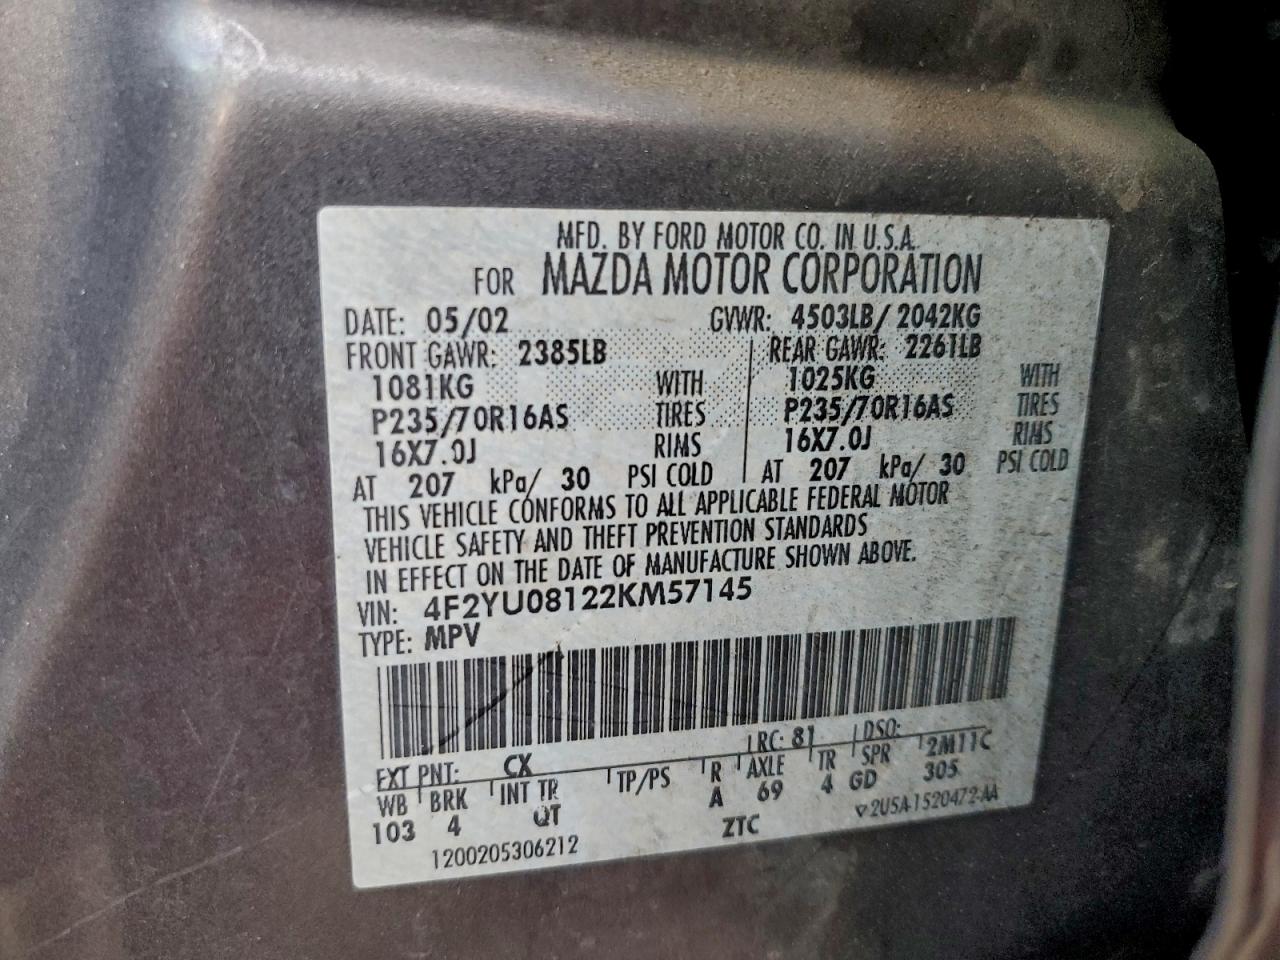 MFD. BY FORD MOTOR CO. IN U.S.A.
FOR MAZDA MOTOR CORPORATION
DATE: 05/02 GVWR: 4503LB/ 2042KG
FRONT GAWR: 2385LB REAR GAWR: 2261LB
1081KG WITH 1025KG WITH
P235/70R16AS TIRES P235/70R16AS TIRES
16X7.0J RIMS 16X7.0J RIMS
AT 207 kPa/ 30 PSI COLD AT 207 kPa/ 30 PSI COLD
THIS VEHICLE CONFORMS TO ALL APPLICABLE FEDERAL MOTOR
VEHICLE SAFETY AND THEFT PREVENTION STANDARDS
IN EFFECT ON THE DATE OF MANUFACTURE SHOWN ABOVE.
VIN: 4F2YU08122KM57145
TYPE: MPV
EXT PNT: CX RC: 81 DSO:
WB BRK INT TR TP/PS R AXLE TR SPR 2M11C
103 4 QT A 69 4 GD 305
1200205306212 ZTC 2U5A-1520472-AA